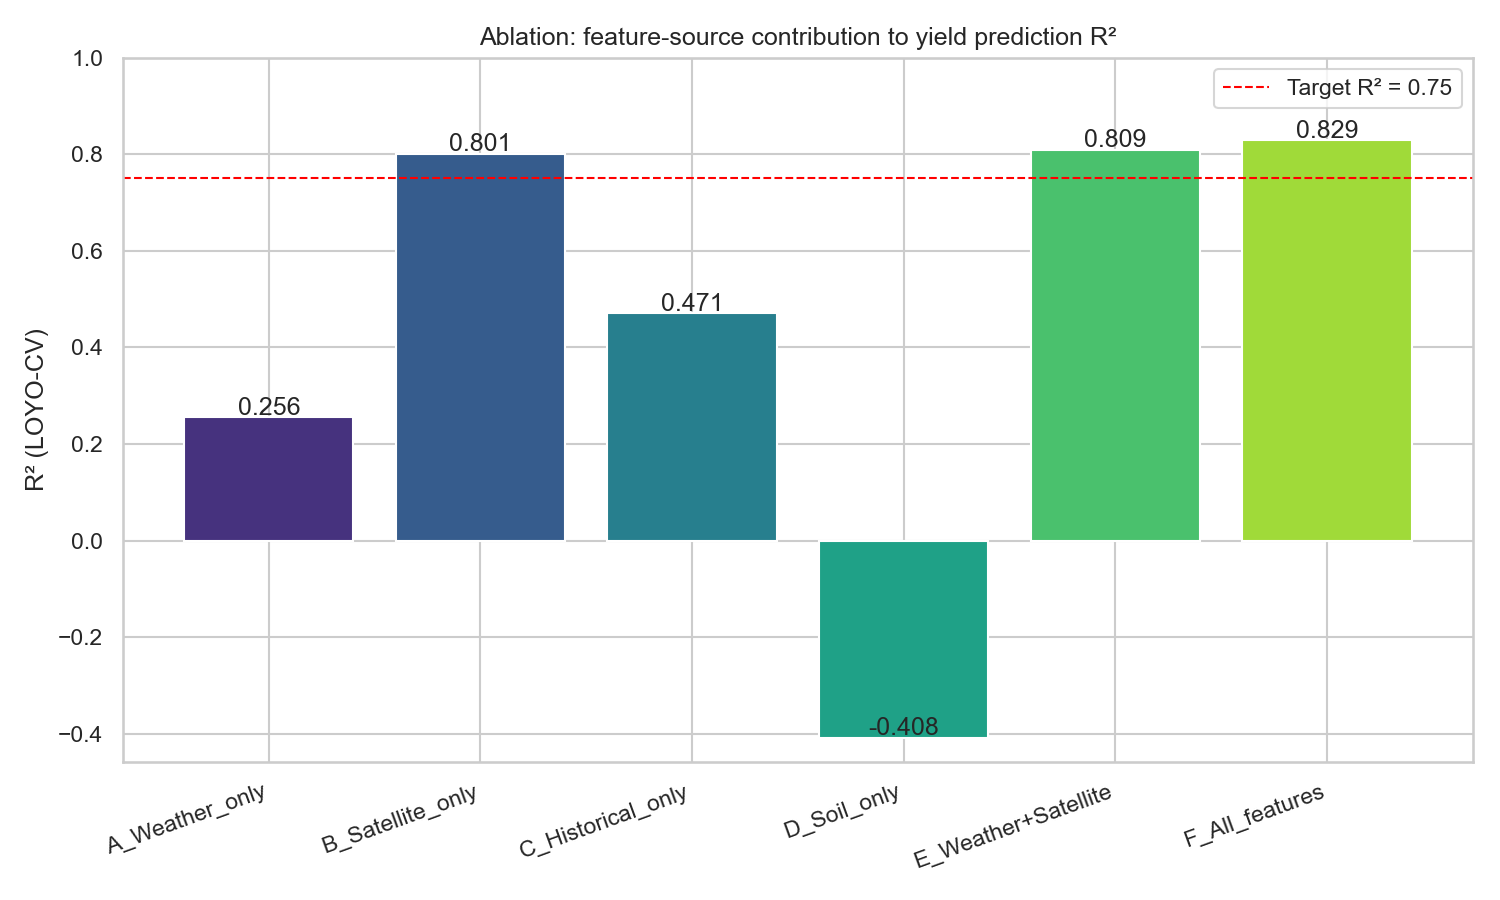 Ablation: feature-source contribution to yield prediction R²
1.0
Target R² = 0.75
0.801
0.809
0.829
0.8
0.6
0.471
0.4
0.256
0.2
R² (LOYO-CV)
0.0
−0.2
-0.408
−0.4
A_Weather_only
B_Satellite_only
C_Historical_only
D_Soil_only
E_Weather+Satellite
F_All_features